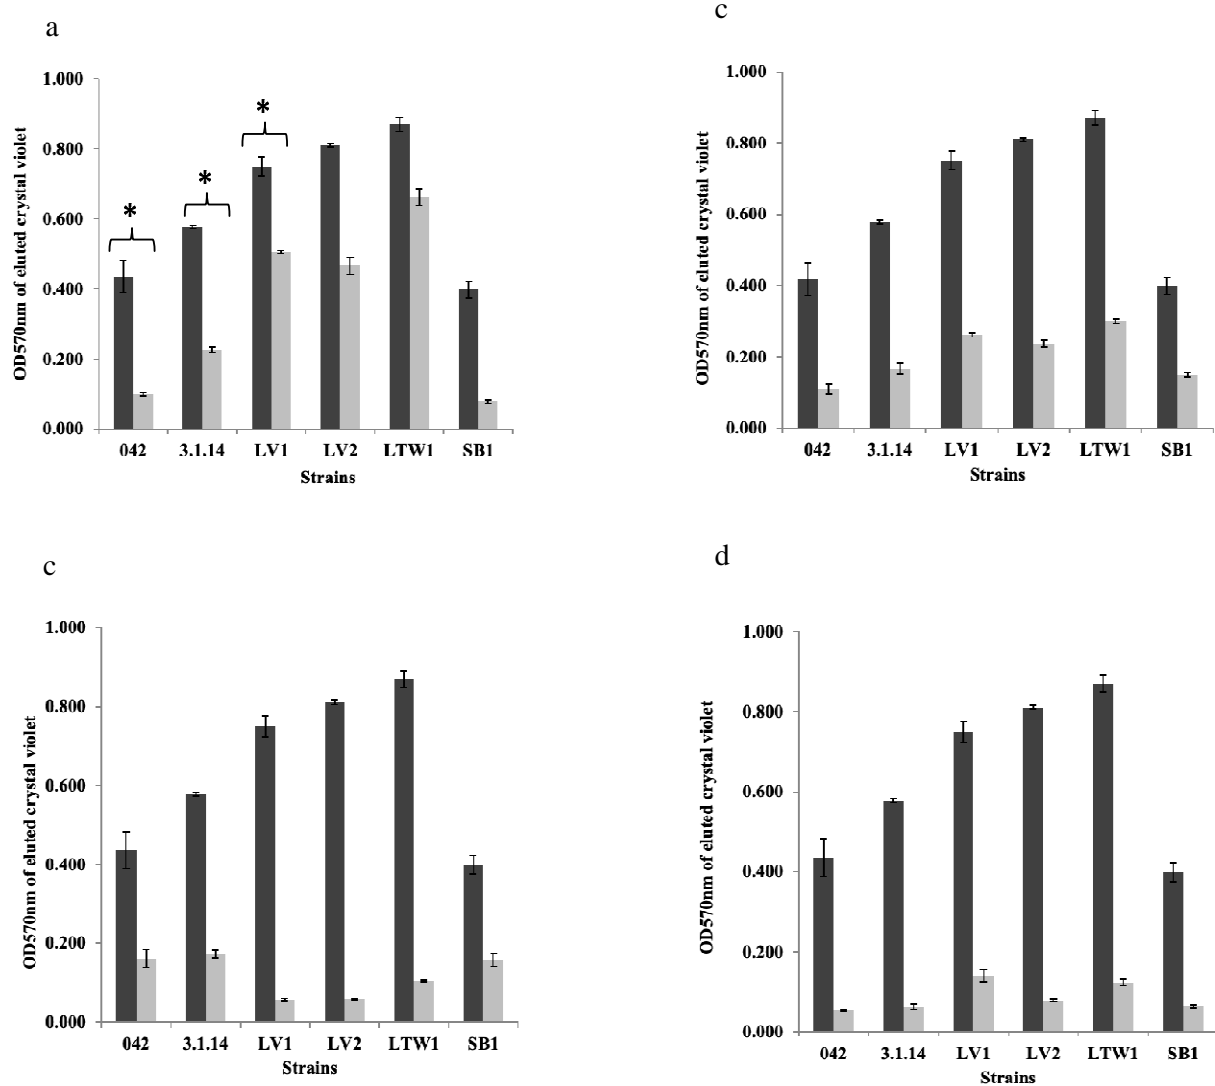 a
OD570nm of eluted crystal violet
1.000
0.800
0.600
0.400
0.200
0.000
*
*
*
042 3.1.14 LV1 LV2 LTW1 SB1
Strains
c
OD570nm of eluted crystal violet
1.000
0.800
0.600
0.400
0.200
0.000
042 3.1.14 LV1 LV2 LTW1 SB1
Strains
c
OD570nm of eluted crystal violet
1.000
0.800
0.600
0.400
0.200
0.000
042 3.1.14 LV1 LV2 LTW1 SB1
Strains
d
OD570nm of eluted crystal violet
1.000
0.800
0.600
0.400
0.200
0.000
042 3.1.14 LV1 LV2 LTW1 SB1
Strains